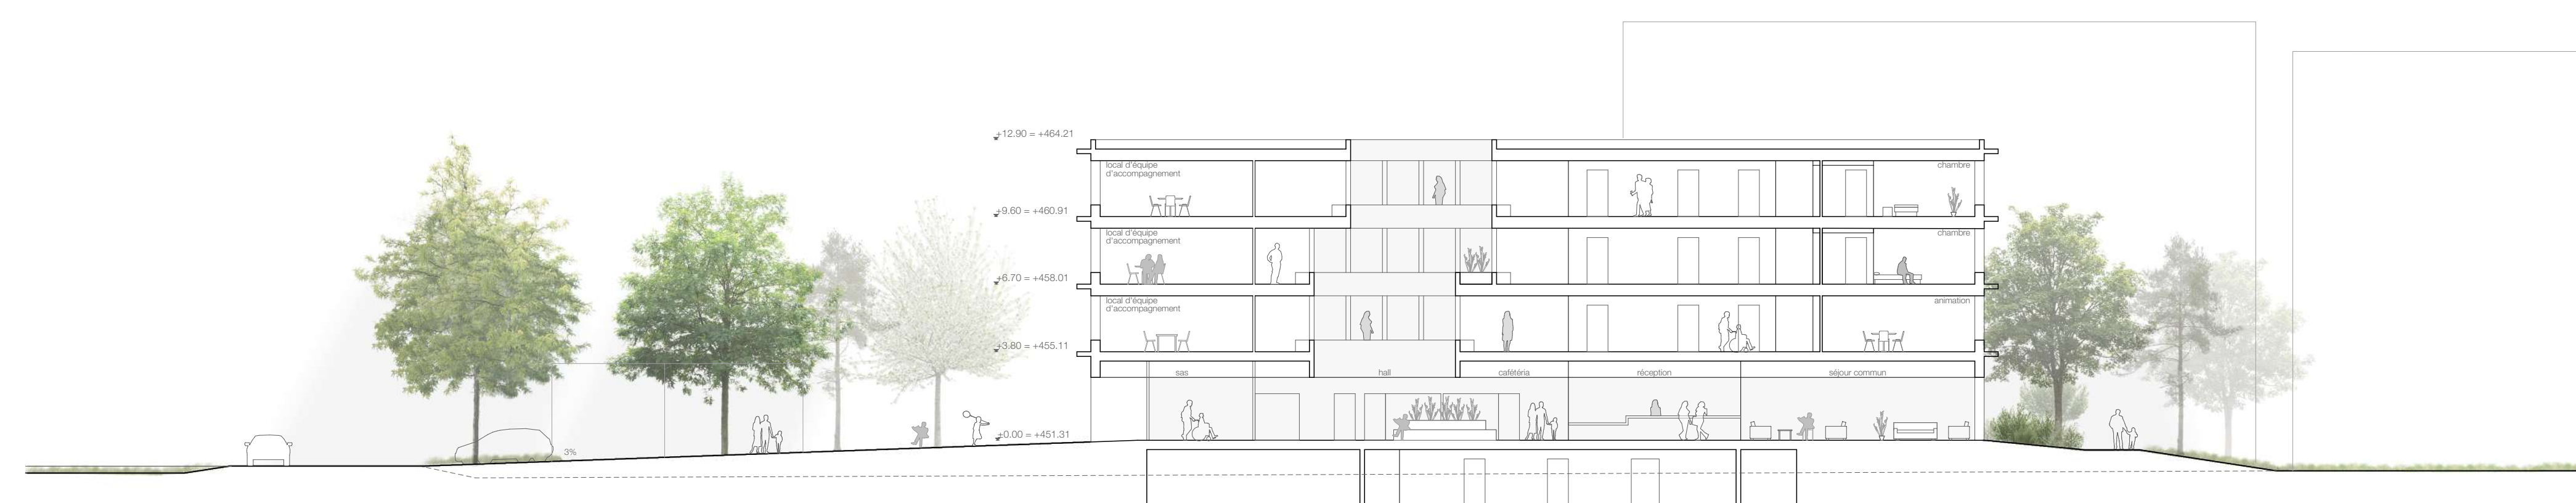 +12.90 = +464.21
local d'équipe
d'accompagnement
chambre
+9.60 = +460.91
local d'équipe
d'accompagnement
chambre
+6.70 = +458.01
local d'équipe
d'accompagnement
animation
+3.80 = +455.11
sas
hall
cafétéria
réception
séjour commun
+0.00 = +451.31
3%